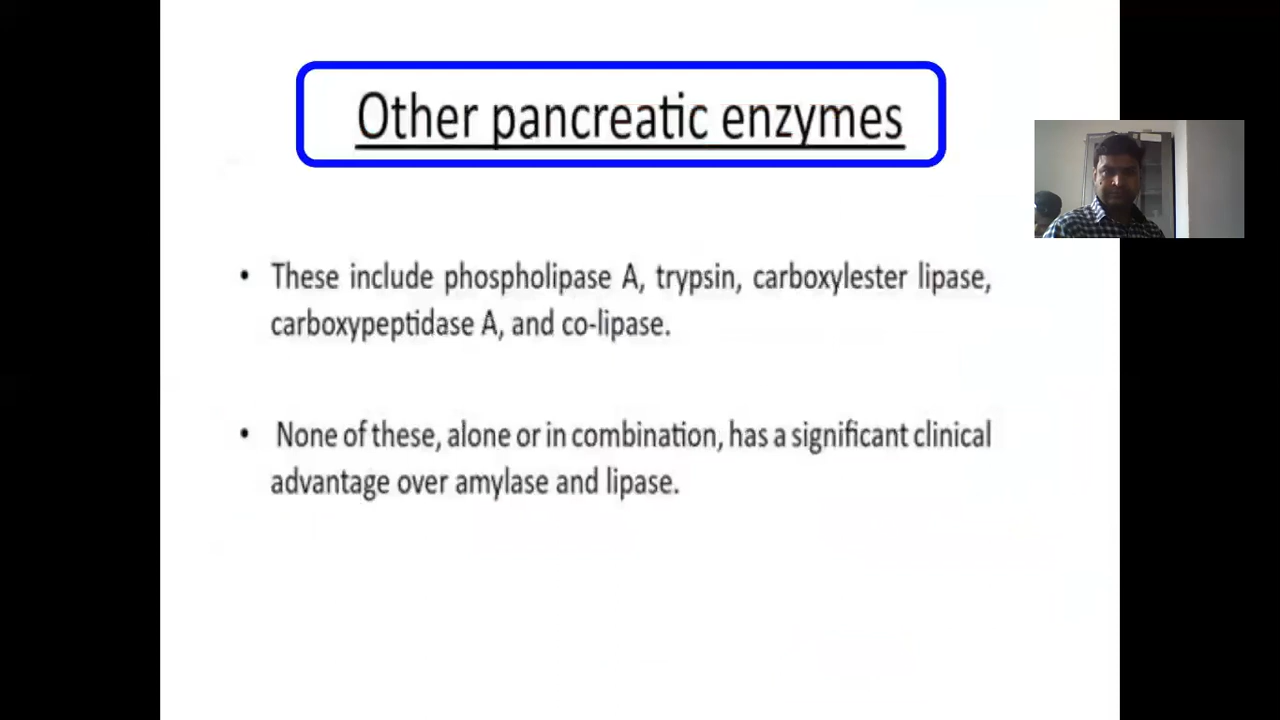 Other pancreatic enzymes
• These include phospholipase A, trypsin, carboxylester lipase,
carboxypeptidase A, and co-lipase.
• None of these, alone or in combination, has a significant clinical
advantage over amylase and lipase.